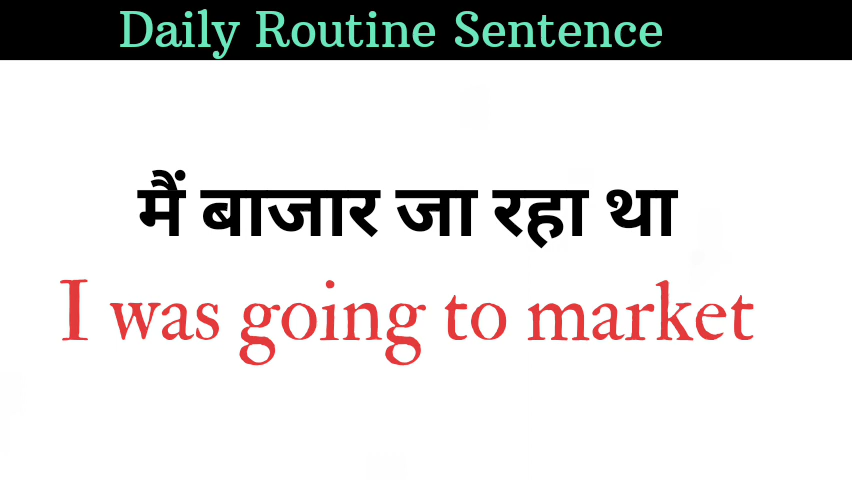 Daily Routine Sentence
मैं बाजार जा रहा था
I was going to market